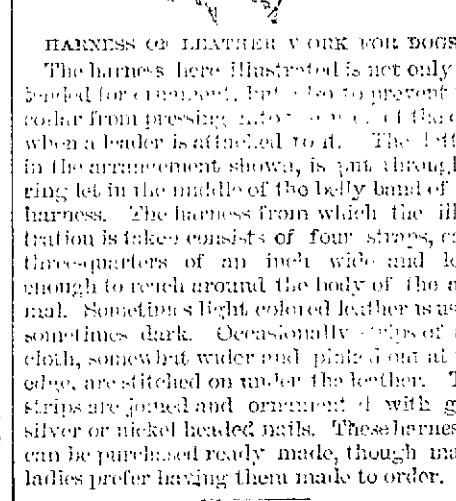 HARNESS OF LEATHER WORK FOR DOGS
The harness here illustrated is not only
tended for ornament, but also to prevent
collar from pressing
when a leader is attached to it. The lett
in the arrangement shown, is put through
ring let in the middle of the belly band of
harness. The harness from which the ill
tration is taken consists of four straps,
three-quarters of an inch wide and
enough to reach around the body of the
mal. Sometimes light colored leather is
sometimes dark. Occasionally strips of
cloth, somewhat wider and pinked out at
edge, are stitched on under the leather. T
strips are joined and ornamented with g
silver or nickel headed nails. These harnes
can be purchased ready made, though ma
ladies prefer having them made to order.